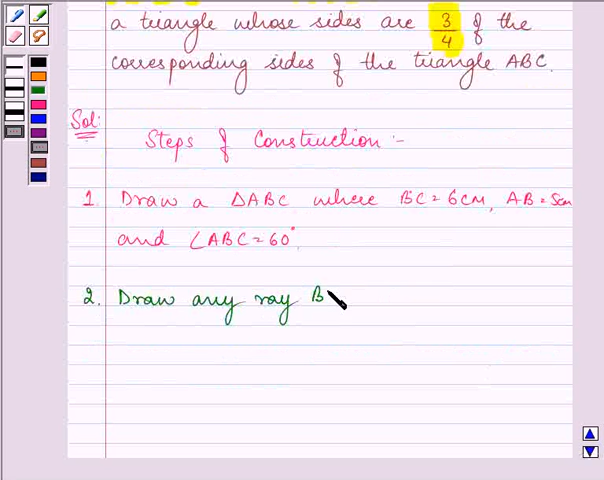 a triangle whose sides are 3/4 of the
corresponding sides of the triangle ABC.
Sol:
Steps of Construction :-
1. Draw a ΔABC where BC = 6cm, AB = 5cm
and ∠ABC = 60°.
2. Draw any ray B